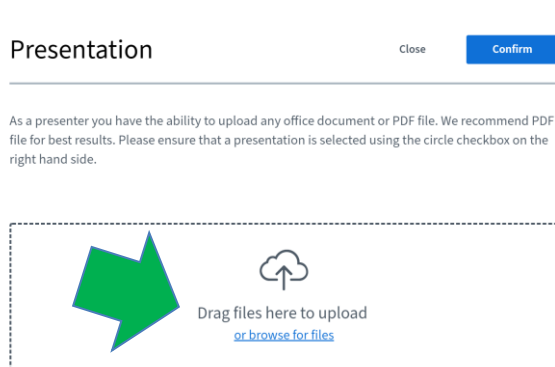 Presentation
Close
Confirm
As a presenter you have the ability to upload any office document or PDF file. We recommend PDF
file for best results. Please ensure that a presentation is selected using the circle checkbox on the
right hand side.
Drag files here to upload
or browse for files